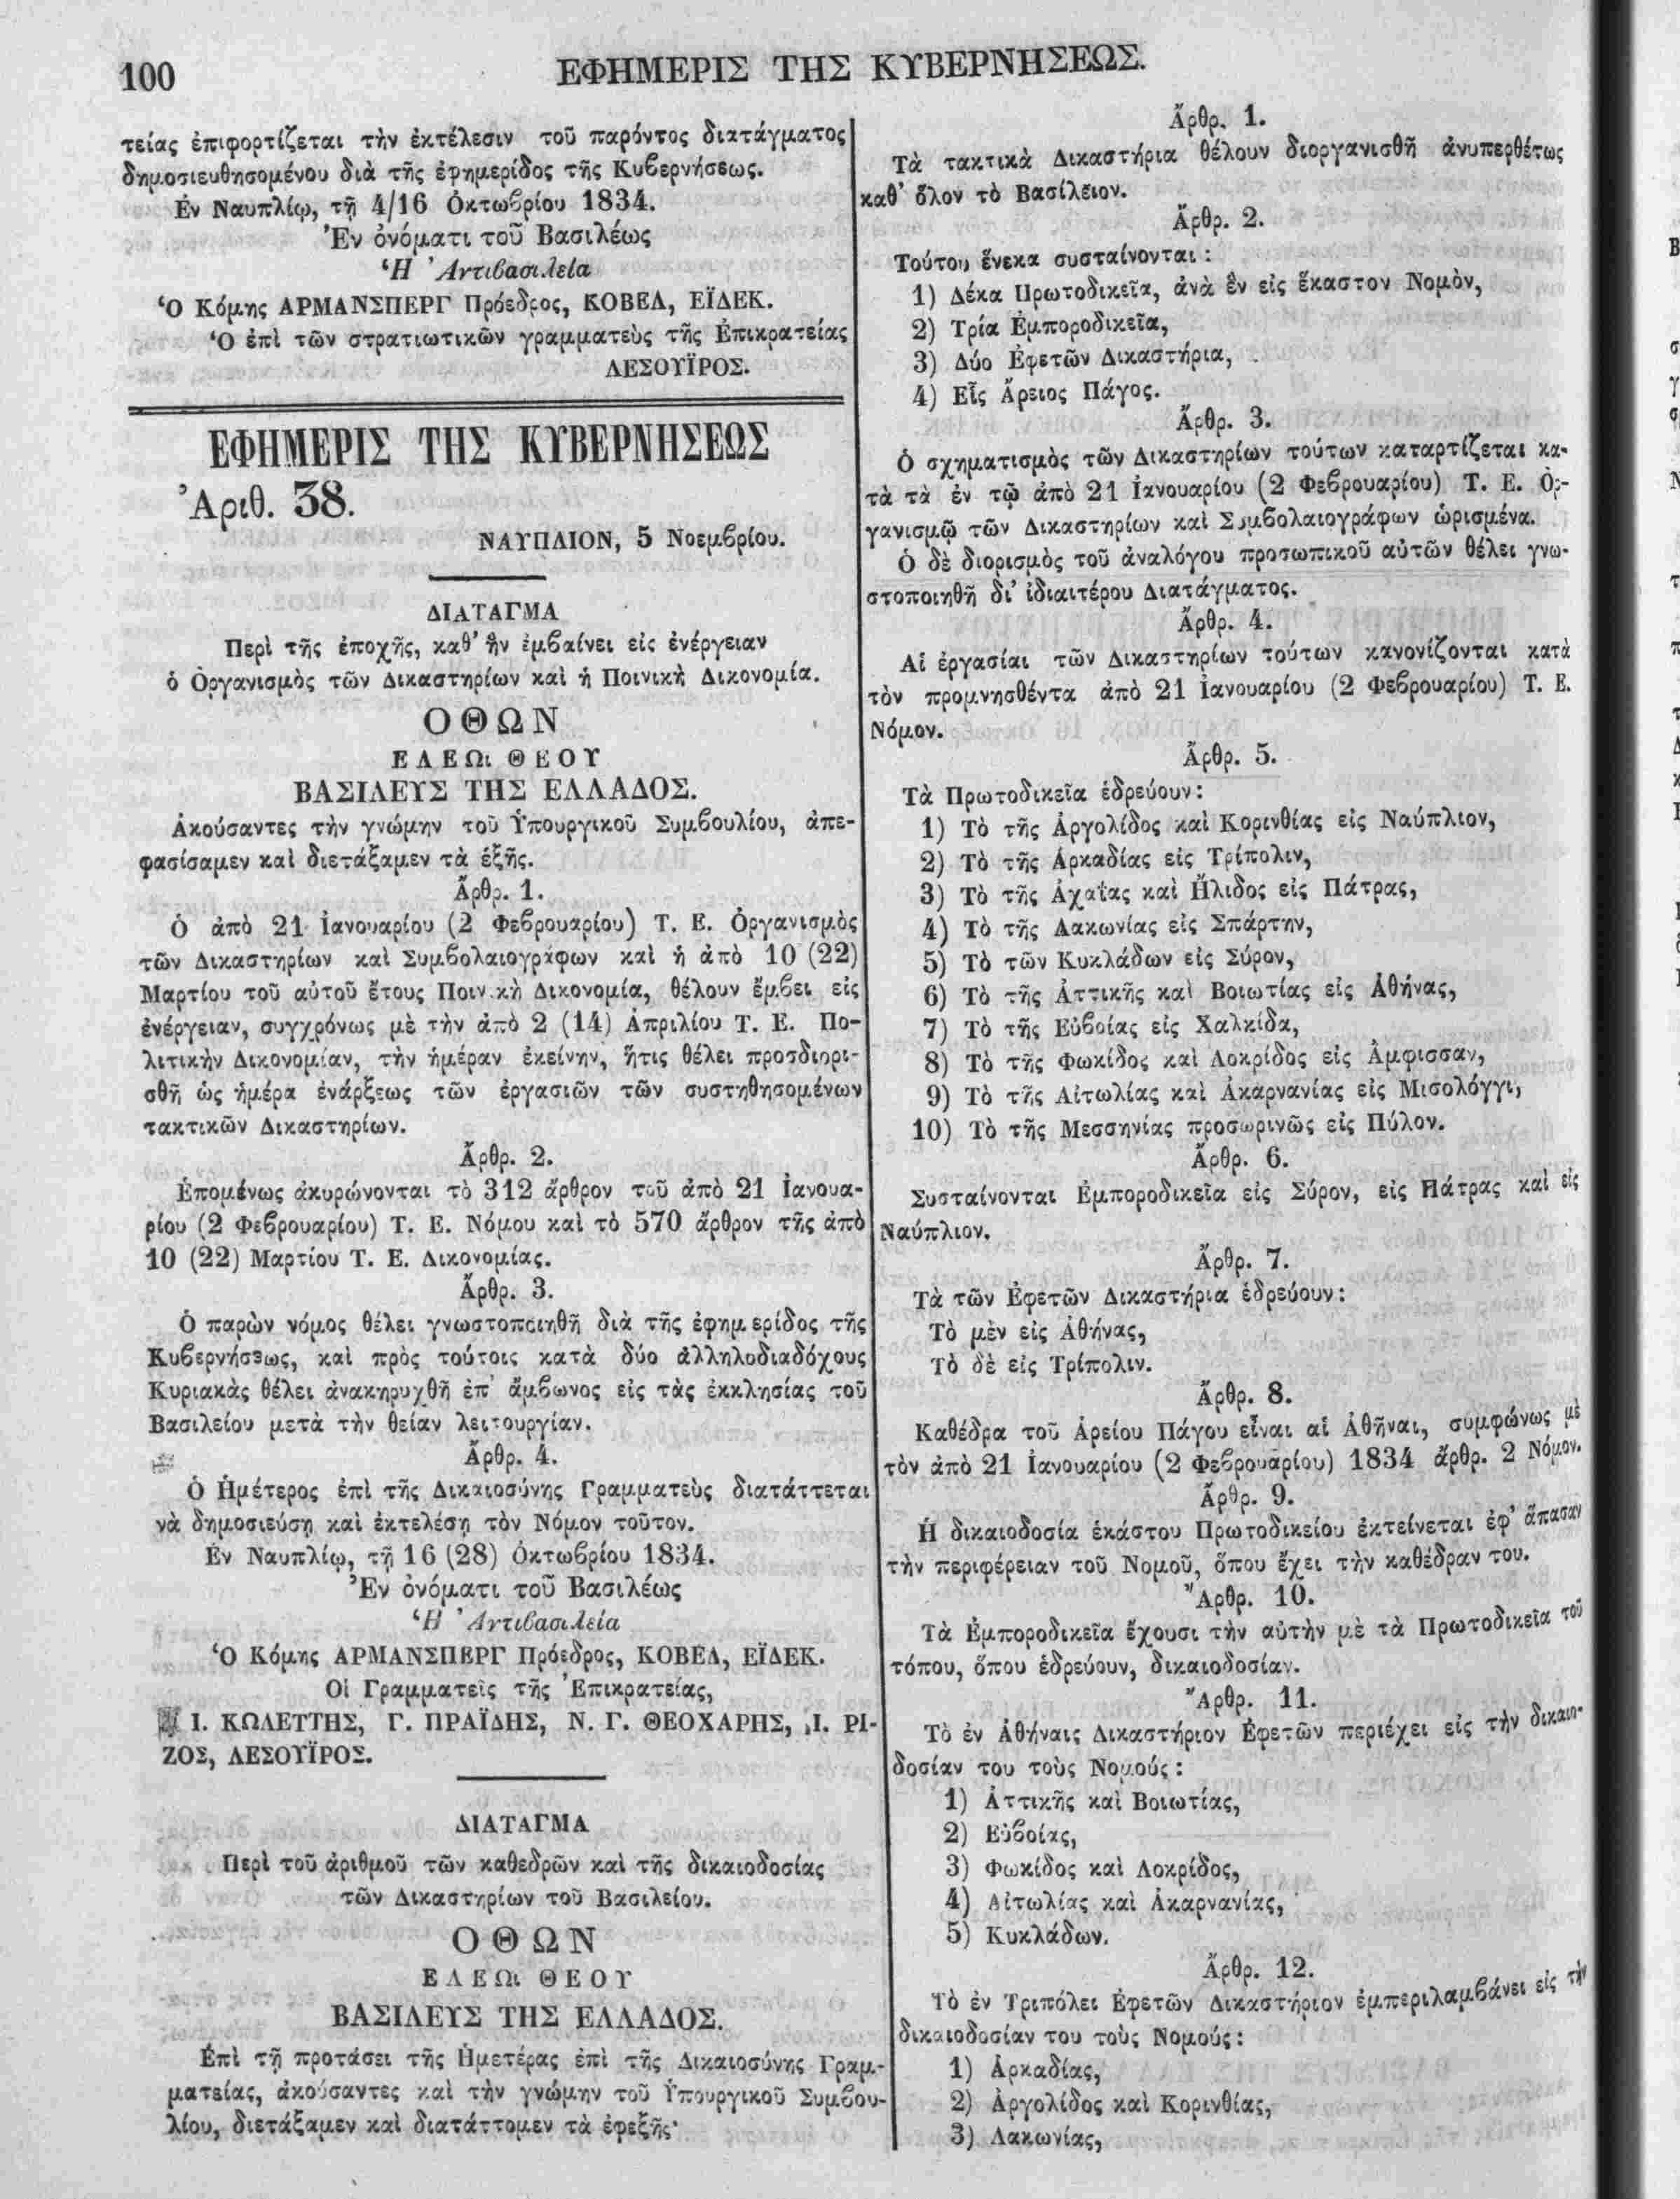 100
ΕΦΗΜΕΡΙΣ ΤΗΣ ΚΥΒΕΡΝΗΣΕΩΣ.
τείας ἐπιφορτίζεται τὴν ἐκτέλεσιν τοῦ παρόντος διατάγματος
δημοσιευθησομένου διὰ τῆς ἐφημερίδος τῆς Κυβερνήσεως.
Ἐν Ναυπλίῳ, τῇ 4/16 Ὀκτωβρίου 1834.
Ἐν ὀνόματι τοῦ Βασιλέως
Ἡ Ἀντιβασιλεία
Ὁ Κόμης ΑΡΜΑΝΣΠΕΡΓ Πρόεδρος, ΚΟΒΕΛ, ΕΪΔΕΚ.
Ὁ ἐπὶ τῶν στρατιωτικῶν γραμματεὺς τῆς Ἐπικρατείας
ΛΕΣΟΥΪΡΟΣ.
ΕΦΗΜΕΡΙΣ ΤΗΣ ΚΥΒΕΡΝΗΣΕΩΣ
Ἀριθ. 38.
ΝΑΥΠΛΙΟΝ, 5 Νοεμβρίου.
ΔΙΑΤΑΓΜΑ
Περὶ τῆς ἐποχῆς, καθ' ἣν ἐμβαίνει εἰς ἐνέργειαν
ὁ Ὀργανισμὸς τῶν Δικαστηρίων καὶ ἡ Ποινικὴ Δικονομία.
ΟΘΩΝ
ΕΛΕΩι ΘΕΟΥ
ΒΑΣΙΛΕΥΣ ΤΗΣ ΕΛΛΑΔΟΣ.
Ἀκούσαντες τὴν γνώμην τοῦ Ὑπουργικοῦ Συμβουλίου, ἀπε-
φασίσαμεν καὶ διετάξαμεν τὰ ἑξῆς.
Ἄρθρ. 1.
Ὁ ἀπὸ 21 Ἰανουαρίου (2 Φεβρουαρίου) Τ. Ε. Ὀργανισμὸς
τῶν Δικαστηρίων καὶ Συμβολαιογράφων καὶ ἡ ἀπὸ 10 (22)
Μαρτίου τοῦ αὐτοῦ ἔτους Ποινικὴ Δικονομία, θέλουν ἔμβει εἰς
ἐνέργειαν, συγχρόνως μὲ τὴν ἀπὸ 2 (14) Ἀπριλίου Τ. Ε. Πο-
λιτικὴν Δικονομίαν, τὴν ἡμέραν ἐκείνην, ἥτις θέλει προσδιορι-
σθῆ ὡς ἡμέρα ἐνάρξεως τῶν ἐργασιῶν τῶν συστηθησομένων
τακτικῶν Δικαστηρίων.
Ἄρθρ. 2.
Ἑπομένως ἀκυρώνονται τὸ 312 ἄρθρον τοῦ ἀπὸ 21 Ἰανουα-
ρίου (2 Φεβρουαρίου) Τ. Ε. Νόμου καὶ τὸ 570 ἄρθρον τῆς ἀπὸ
10 (22) Μαρτίου Τ. Ε. Δικονομίας.
Ἄρθρ. 3.
Ὁ παρὼν νόμος θέλει γνωστοποιηθῆ διὰ τῆς ἐφημερίδος τῆς
Κυβερνήσεως, καὶ πρὸς τούτοις κατὰ δύο ἀλληλοδιαδόχους
Κυριακὰς θέλει ἀνακηρυχθῆ ἐπ' ἄμβωνος εἰς τὰς ἐκκλησίας τοῦ
Βασιλείου μετὰ τὴν θείαν λειτουργίαν.
Ἄρθρ. 4.
Ὁ Ἡμέτερος ἐπὶ τῆς Δικαιοσύνης Γραμματεὺς διατάττεται
νὰ δημοσιεύσῃ καὶ ἐκτελέσῃ τὸν Νόμον τοῦτον.
Ἐν Ναυπλίῳ, τῇ 16 (28) Ὀκτωβρίου 1834.
Ἐν ὀνόματι τοῦ Βασιλέως
Ἡ Ἀντιβασιλεία
Ὁ Κόμης ΑΡΜΑΝΣΠΕΡΓ Πρόεδρος, ΚΟΒΕΛ, ΕΪΔΕΚ.
Οἱ Γραμματεῖς τῆς Ἐπικρατείας,
Ι. ΚΩΛΕΤΤΗΣ, Γ. ΠΡΑΪΔΗΣ, Ν. Γ. ΘΕΟΧΑΡΗΣ, Ι. ΡΙ-
ΖΟΣ, ΛΕΣΟΥΪΡΟΣ.
ΔΙΑΤΑΓΜΑ
Περὶ τοῦ ἀριθμοῦ τῶν καθεδρῶν καὶ τῆς δικαιοδοσίας
τῶν Δικαστηρίων τοῦ Βασιλείου.
ΟΘΩΝ
ΕΛΕΩι ΘΕΟΥ
ΒΑΣΙΛΕΥΣ ΤΗΣ ΕΛΛΑΔΟΣ.
Ἐπὶ τῇ προτάσει τῆς Ἡμετέρας ἐπὶ τῆς Δικαιοσύνης Γραμ-
ματείας, ἀκούσαντες καὶ τὴν γνώμην τοῦ Ὑπουργικοῦ Συμβου-
λίου, διετάξαμεν καὶ διατάττομεν τὰ ἐφεξῆς·
Ἄρθρ. 1.
Τὰ τακτικὰ Δικαστήρια θέλουν διοργανισθῆ ἀνυπερθέτως
καθ' ὅλον τὸ Βασίλειον.
Ἄρθρ. 2.
Τούτου ἕνεκα συσταίνονται:
1) Δέκα Πρωτοδικεῖα, ἀνὰ ἓν εἰς ἕκαστον Νομὸν,
2) Τρία Ἐμποροδικεῖα,
3) Δύο Ἐφετῶν Δικαστήρια,
4) Εἷς Ἄρειος Πάγος.
Ἄρθρ. 3.
Ὁ σχηματισμὸς τῶν Δικαστηρίων τούτων καταρτίζεται κα-
τὰ τὰ ἐν τῷ ἀπὸ 21 Ἰανουαρίου (2 Φεβρουαρίου) Τ. Ε. Ὀρ-
γανισμῷ τῶν Δικαστηρίων καὶ Συμβολαιογράφων ὡρισμένα.
Ὁ δὲ διορισμὸς τοῦ ἀναλόγου προσωπικοῦ αὐτῶν θέλει γνω-
στοποιηθῆ δι' ἰδιαιτέρου Διατάγματος.
Ἄρθρ. 4.
Αἱ ἐργασίαι τῶν Δικαστηρίων τούτων κανονίζονται κατὰ
τὸν προμνησθέντα ἀπὸ 21 Ἰανουαρίου (2 Φεβρουαρίου) Τ. Ε.
Νόμον.
Ἄρθρ. 5.
Τὰ Πρωτοδικεῖα ἑδρεύουν:
1) Τὸ τῆς Ἀργολίδος καὶ Κορινθίας εἰς Ναύπλιον,
2) Τὸ τῆς Ἀρκαδίας εἰς Τρίπολιν,
3) Τὸ τῆς Ἀχαΐας καὶ Ἤλιδος εἰς Πάτρας,
4) Τὸ τῆς Λακωνίας εἰς Σπάρτην,
5) Τὸ τῶν Κυκλάδων εἰς Σύρον,
6) Τὸ τῆς Ἀττικῆς καὶ Βοιωτίας εἰς Ἀθήνας,
7) Τὸ τῆς Εὐβοίας εἰς Χαλκίδα,
8) Τὸ τῆς Φωκίδος καὶ Λοκρίδος εἰς Ἄμφισσαν,
9) Τὸ τῆς Αἰτωλίας καὶ Ἀκαρνανίας εἰς Μισολόγγι,
10) Τὸ τῆς Μεσσηνίας προσωρινῶς εἰς Πύλον.
Ἄρθρ. 6.
Συσταίνονται Ἐμποροδικεῖα εἰς Σύρον, εἰς Πάτρας καὶ εἰς
Ναύπλιον.
Ἄρθρ. 7.
Τὰ τῶν Ἐφετῶν Δικαστήρια ἑδρεύουν:
Τὸ μὲν εἰς Ἀθήνας,
Τὸ δὲ εἰς Τρίπολιν.
Ἄρθρ. 8.
Καθέδρα τοῦ Ἀρείου Πάγου εἶναι αἱ Ἀθῆναι, συμφώνως μὲ
τὸν ἀπὸ 21 Ἰανουαρίου (2 Φεβρουαρίου) 1834 ἄρθρ. 2 Νόμον.
Ἄρθρ. 9.
Ἡ δικαιοδοσία ἑκάστου Πρωτοδικείου ἐκτείνεται ἐφ' ἅπασαν
τὴν περιφέρειαν τοῦ Νομοῦ, ὅπου ἔχει τὴν καθέδραν του.
Ἄρθρ. 10.
Τὰ Ἐμποροδικεῖα ἔχουσι τὴν αὐτὴν μὲ τὰ Πρωτοδικεῖα τοῦ
τόπου, ὅπου ἑδρεύουν, δικαιοδοσίαν.
Ἄρθρ. 11.
Τὸ ἐν Ἀθήναις Δικαστήριον Ἐφετῶν περιέχει εἰς τὴν δικαιο-
δοσίαν του τοὺς Νομούς:
1) Ἀττικῆς καὶ Βοιωτίας,
2) Εὐβοίας,
3) Φωκίδος καὶ Λοκρίδος,
4) Αἰτωλίας καὶ Ἀκαρνανίας,
5) Κυκλάδων.
Ἄρθρ. 12.
Τὸ ἐν Τριπόλει Ἐφετῶν Δικαστήριον ἐμπεριλαμβάνει εἰς τὴν
δικαιοδοσίαν του τοὺς Νομούς:
1) Ἀρκαδίας,
2) Ἀργολίδος καὶ Κορινθίας,
3) Λακωνίας,